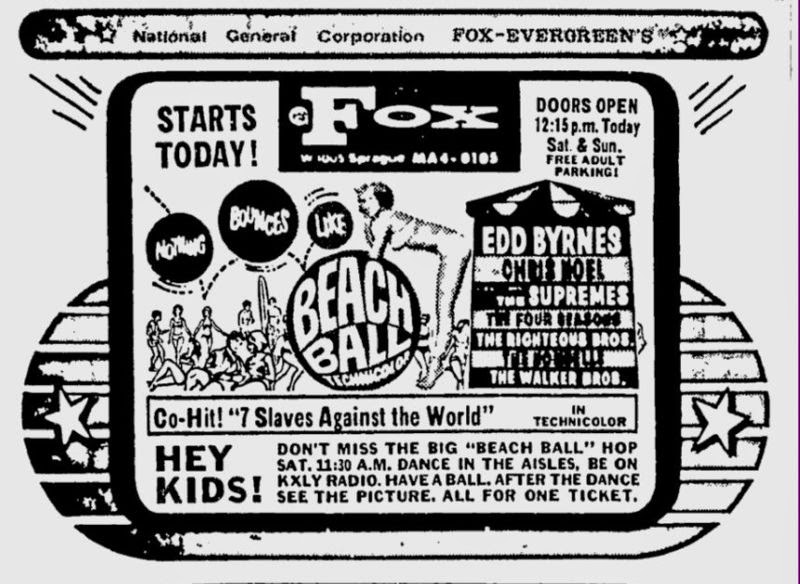 National General Corporation FOX-EVERGREEN'S
STARTS
TODAY!
Fox
W 1005 Sprague MA4-0105
DOORS OPEN
12:15 p.m. Today
Sat. & Sun.
FREE ADULT
PARKING!
NOTHING
BOUNCES
LIKE
BEACH
BALL
TECHNICOLOR
EDD BYRNES
CHRIS NOEL
THE SUPREMES
THE FOUR SEASONS
THE RIGHTEOUS BROS.
THE HONDELLS
THE WALKER BROS.
Co-Hit! "7 Slaves Against the World"
IN
TECHNICOLOR
HEY
KIDS!
DON'T MISS THE BIG "BEACH BALL" HOP
SAT. 11:30 A.M. DANCE IN THE AISLES, BE ON
KXLY RADIO. HAVE A BALL. AFTER THE DANCE
SEE THE PICTURE. ALL FOR ONE TICKET.